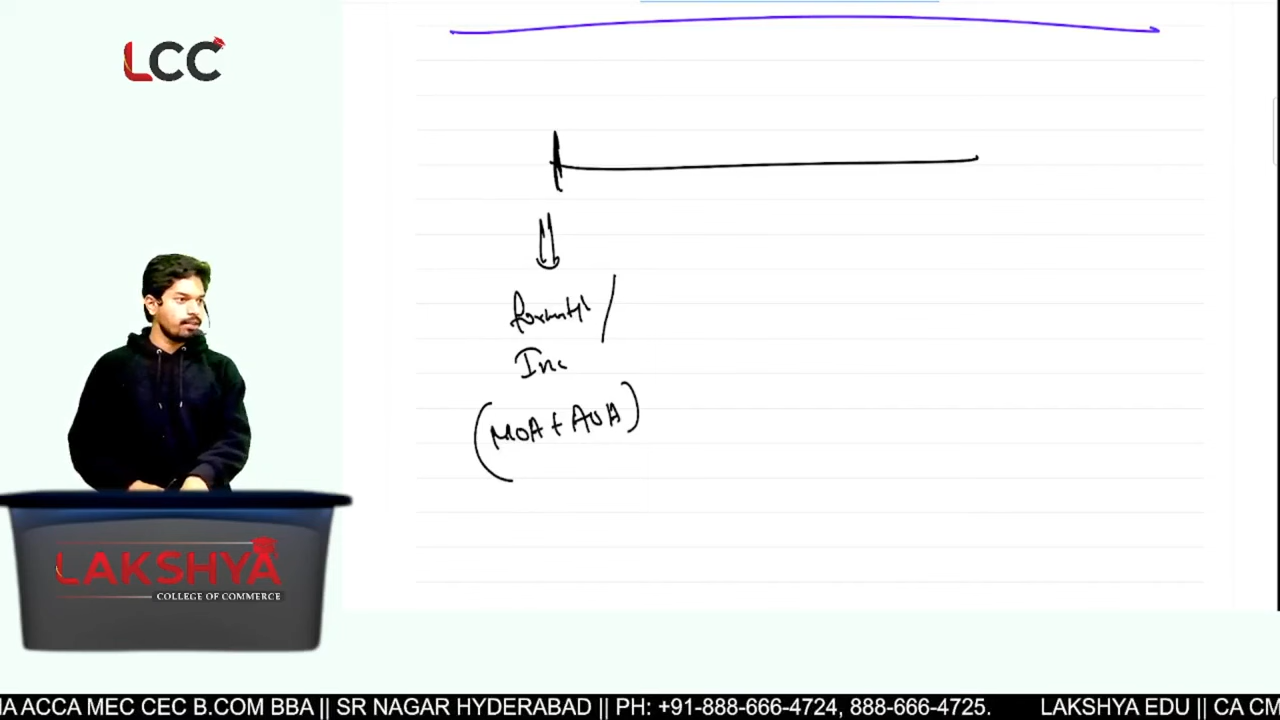 LCC
Inc
(MOA + AOA)
LAKSHYA
COLLEGE OF COMMERCE
MA ACCA MEC CEC B.COM BBA || SR NAGAR HYDERABAD || PH: +91-888-666-4724, 888-666-4725. LAKSHYA EDU || CA CM